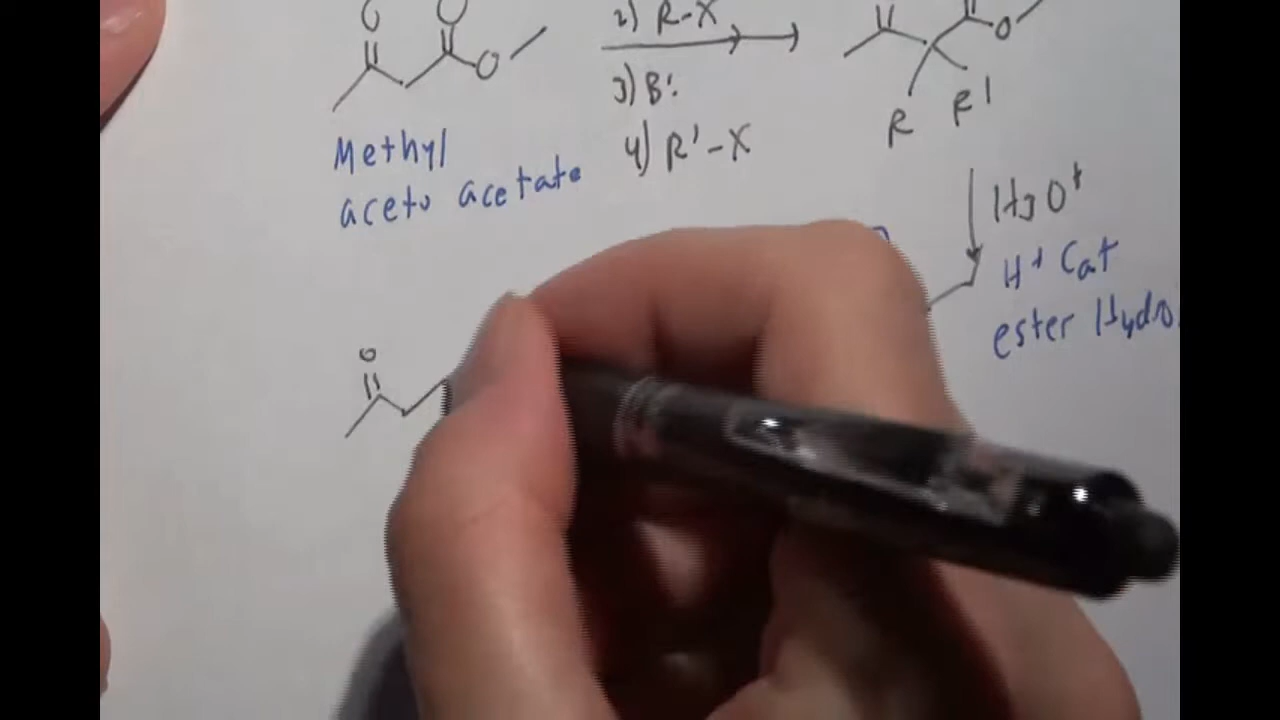 2) R-X
3) B:
4) R'-X
O
O
R
R'
Methyl
aceto acetate
H3O+
H+ Cat
ester Hydro
O